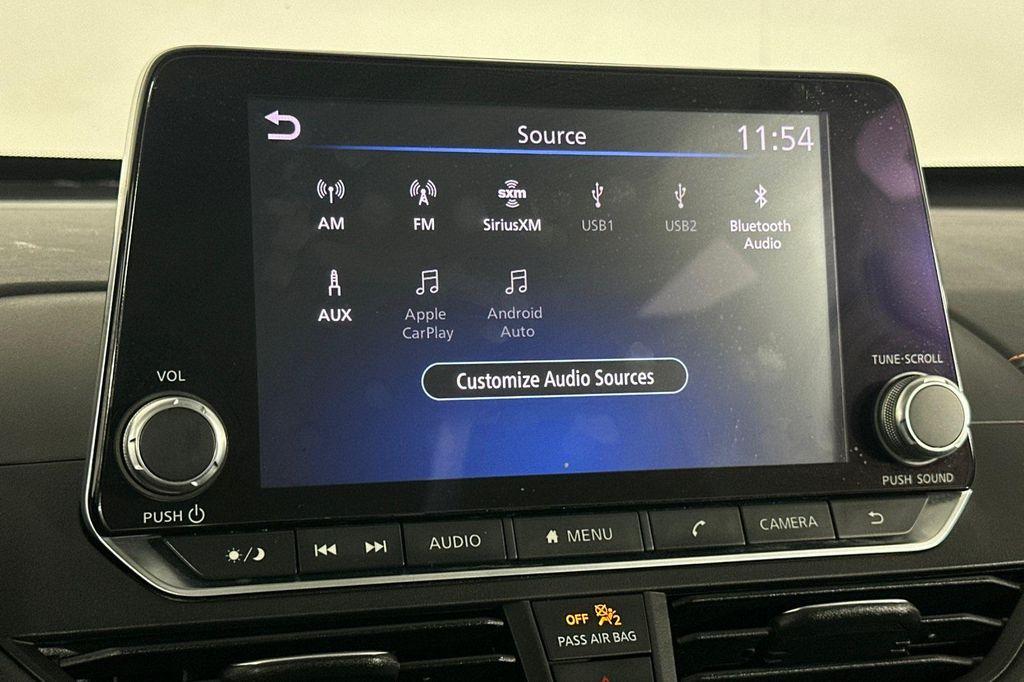 Source
11:54
AM
FM
sxm
SiriusXM
USB1
USB2
Bluetooth
Audio
AUX
Apple
CarPlay
Android
Auto
Customize Audio Sources
VOL
PUSH
TUNE·SCROLL
PUSH SOUND
AUDIO
MENU
CAMERA
OFF 2
PASS AIR BAG